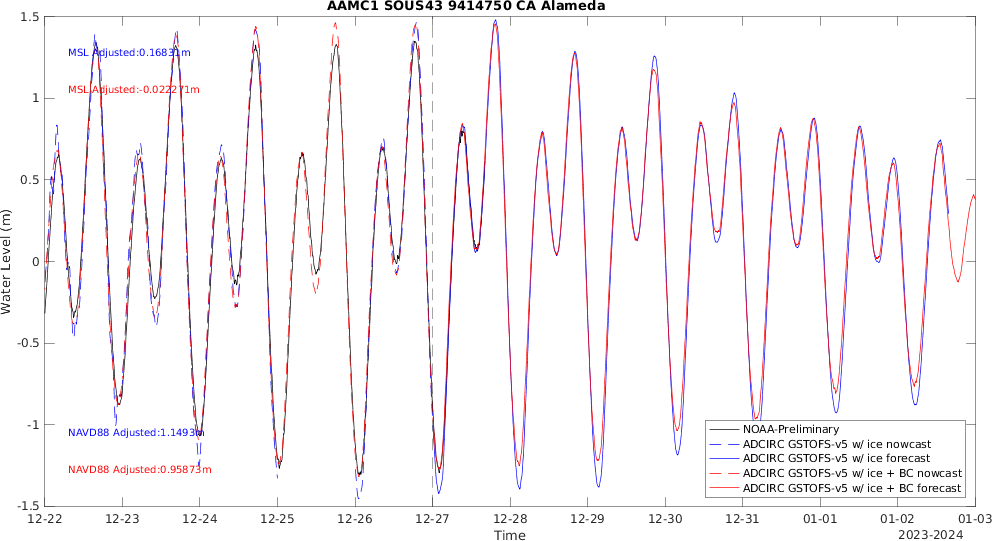 AAMC1 SOUS43 9414750 CA Alameda
Water Level (m)
1.5
1
0.5
0
-0.5
-1
-1.5
MSL Adjusted:0.16831m
MSL Adjusted:-0.022271m
NAVD88 Adjusted:1.1493m
NAVD88 Adjusted:0.95873m
NOAA-Preliminary
ADCIRC GSTOFS-v5 w/ ice nowcast
ADCIRC GSTOFS-v5 w/ ice forecast
ADCIRC GSTOFS-v5 w/ ice + BC nowcast
ADCIRC GSTOFS-v5 w/ ice + BC forecast
12-22 12-23 12-24 12-25 12-26 12-27 12-28 12-29 12-30 12-31 01-01 01-02 01-03
Time
2023-2024